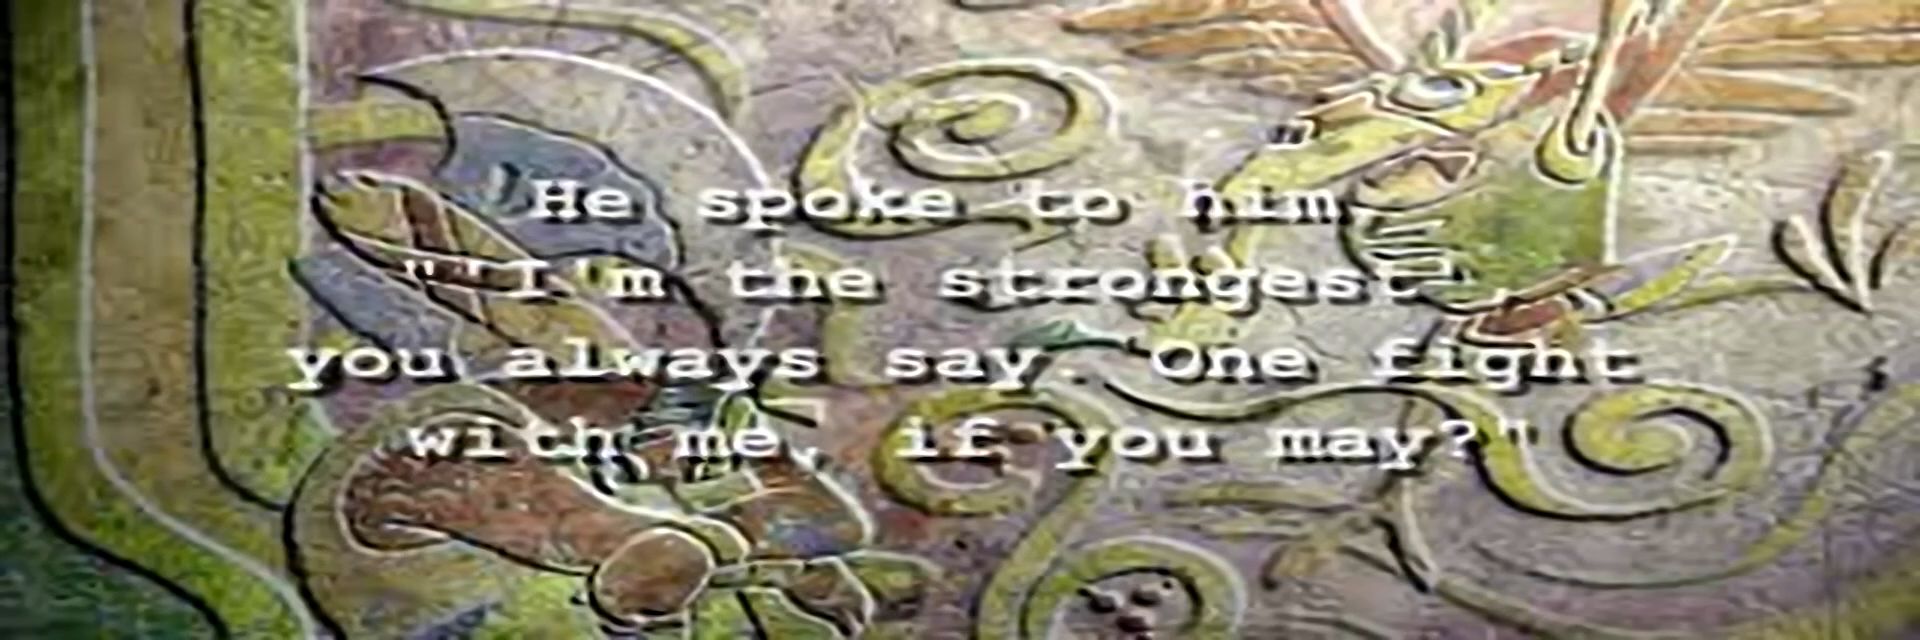 He spoke to him,
"'I'm the strongest',
you always say. One fight
with me, if you may?"